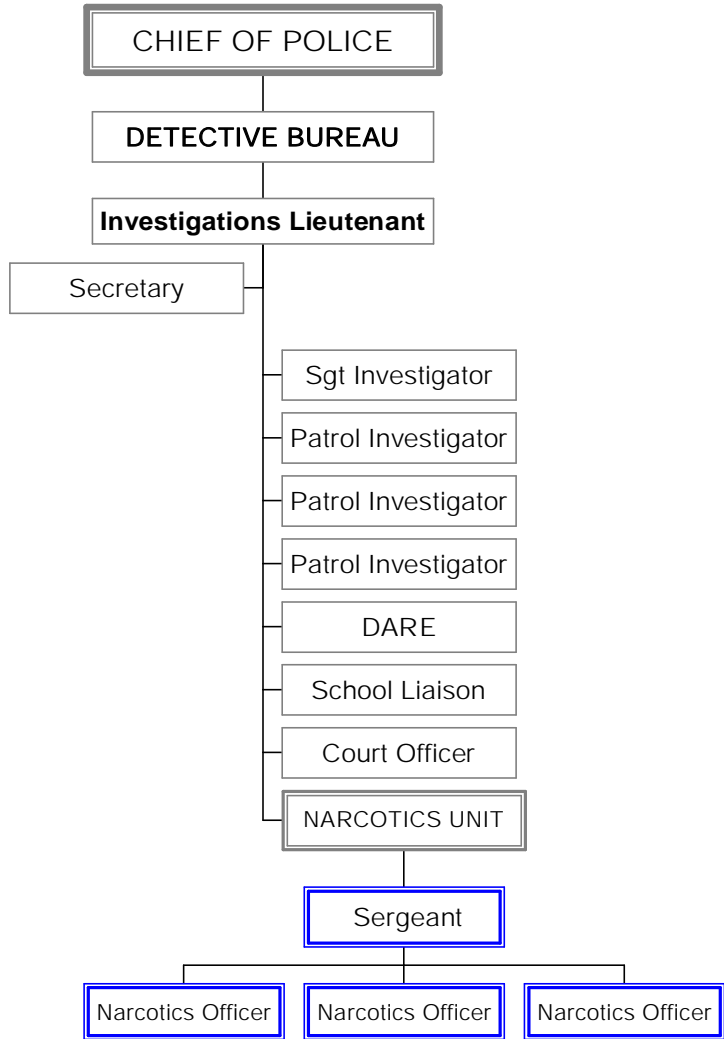 CHIEF OF POLICE
DETECTIVE BUREAU
Investigations Lieutenant
Secretary
Sgt Investigator
Patrol Investigator
Patrol Investigator
Patrol Investigator
DARE
School Liaison
Court Officer
NARCOTICS UNIT
Sergeant
Narcotics Officer
Narcotics Officer
Narcotics Officer